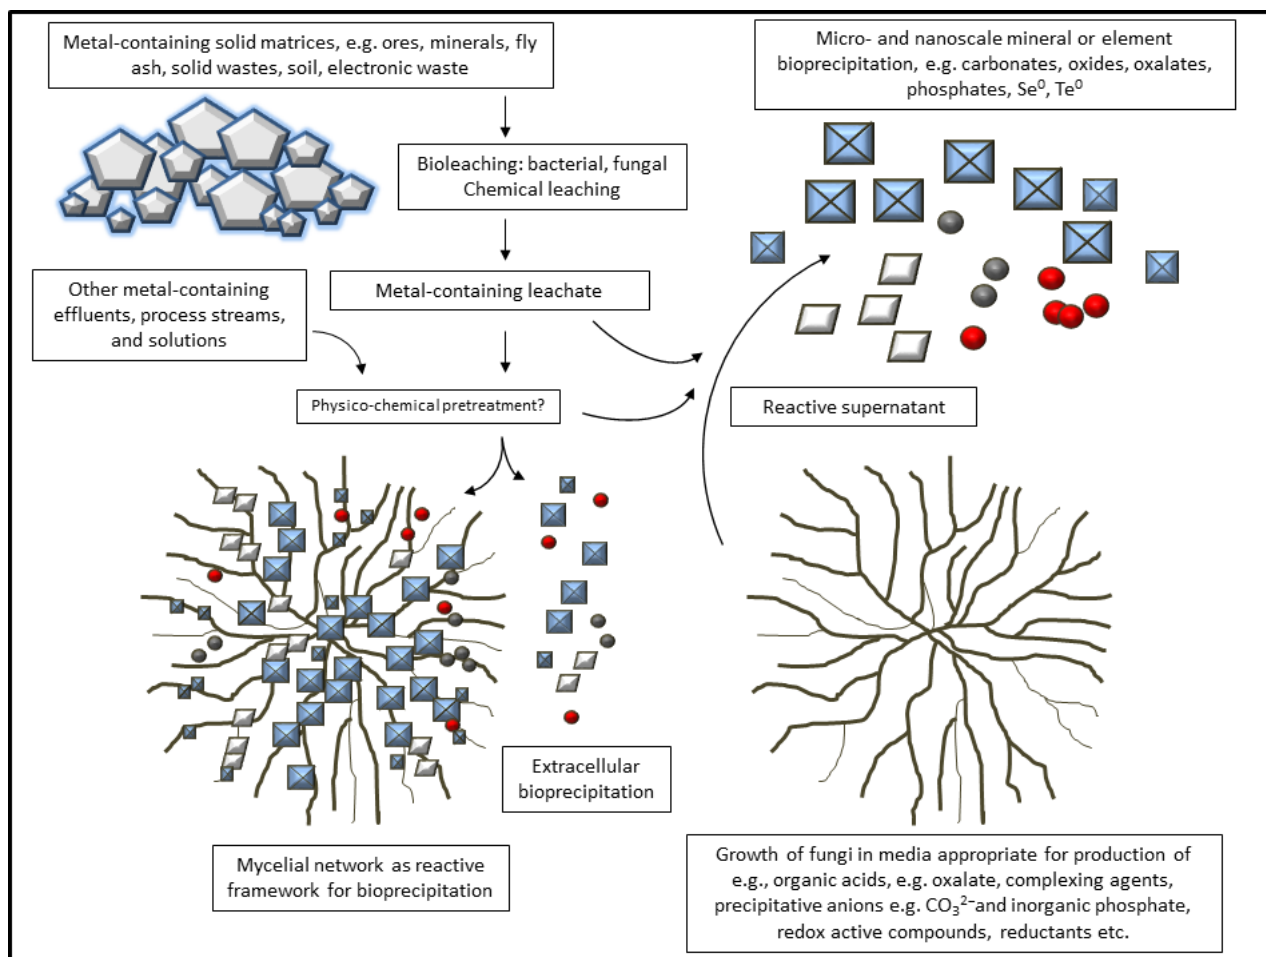 Metal-containing solid matrices, e.g. ores, minerals, fly
ash, solid wastes, soil, electronic waste
Micro- and nanoscale mineral or element
bioprecipitation, e.g. carbonates, oxides, oxalates,
phosphates, Se⁰, Te⁰
Bioleaching: bacterial, fungal
Chemical leaching
Other metal-containing
effluents, process streams,
and solutions
Metal-containing leachate
Physico-chemical pretreatment?
Reactive supernatant
Extracellular
bioprecipitation
Mycelial network as reactive
framework for bioprecipitation
Growth of fungi in media appropriate for production of
e.g., organic acids, e.g. oxalate, complexing agents,
precipitative anions e.g. CO₃²⁻and inorganic phosphate,
redox active compounds, reductants etc.